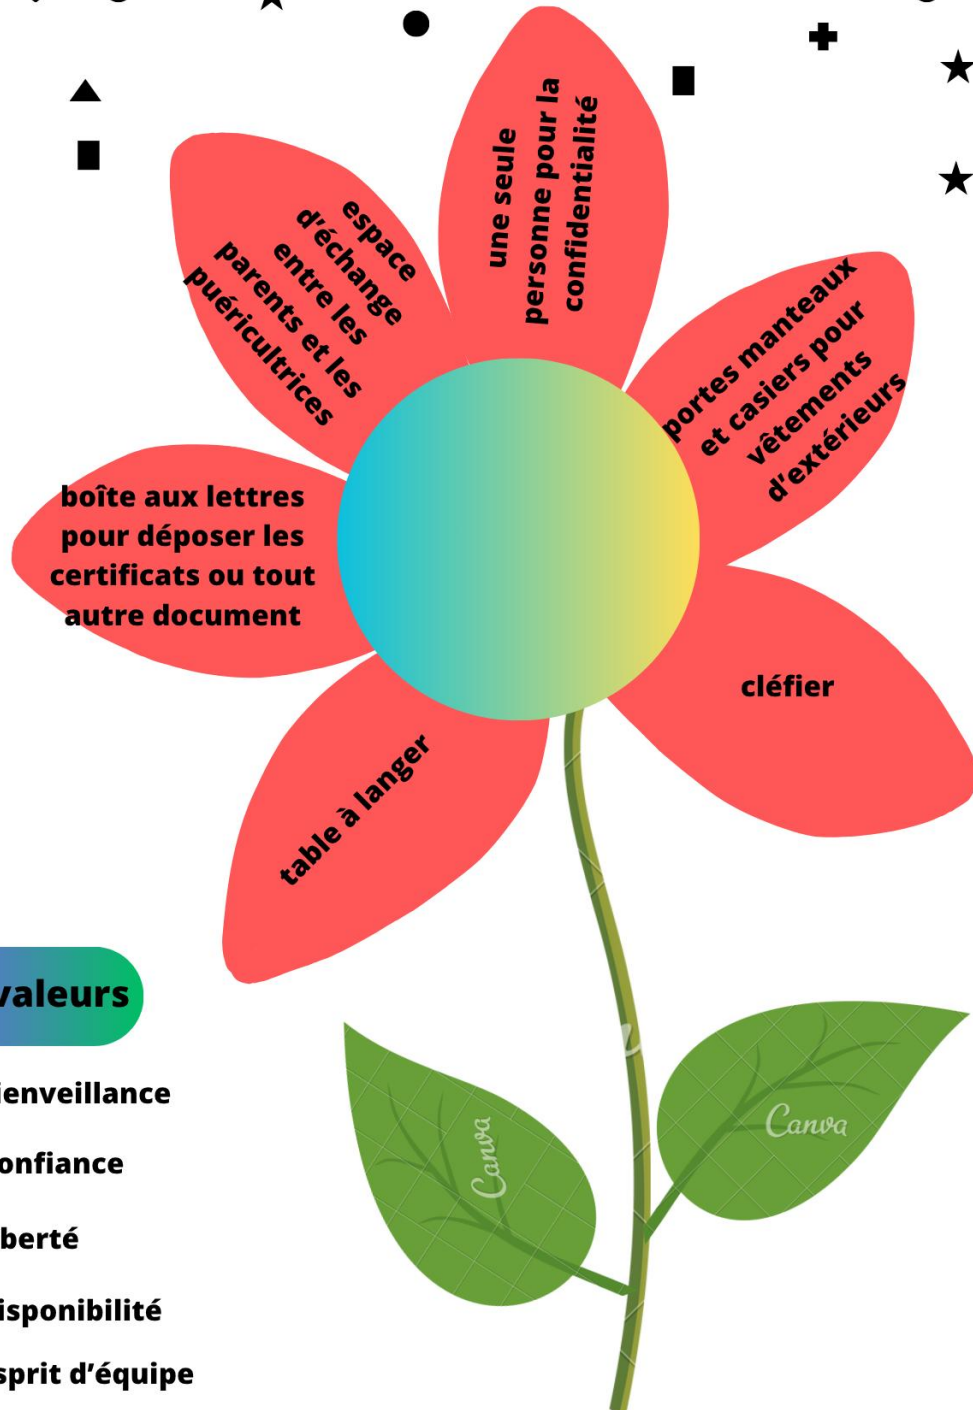 une seule
personne pour la
confidentialité
espace
d'échange
entre les
parents et les
puéricultrices
portes manteaux
et casiers pour
vêtements
d'extérieurs
boîte aux lettres
pour déposer les
certificats ou tout
autre document
cléfier
table à langer
valeurs
ienveillance
onfiance
berté
isponibilité
sprit d’équipe
Canva
Canva